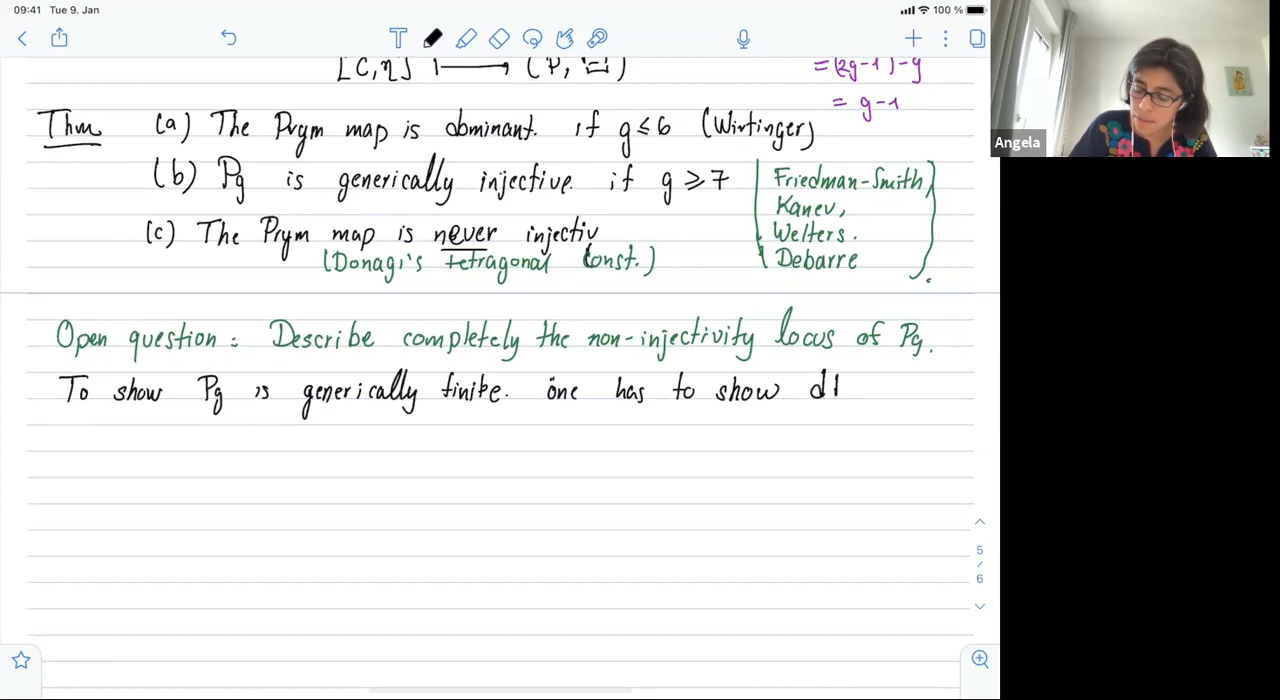 09:41 Tue 9. Jan
100 %
[C, η] ⟼ (P, Ξ)
= (2g-1) - g
= g-1
Thm (a) The Prym map is dominant. if g ≤ 6 (Wirtinger)
(b) Pg is generically injective. if g ≥ 7
(c) The Prym map is never injectiv
(Donagi's tetragonal Const.)
Friedman-Smith
Kanev,
Welters.
Debarre
Open question: Describe completely the non-injectivity locus of Pg.
To show Pg is generically finite. one has to show d
5
/
6
Angela